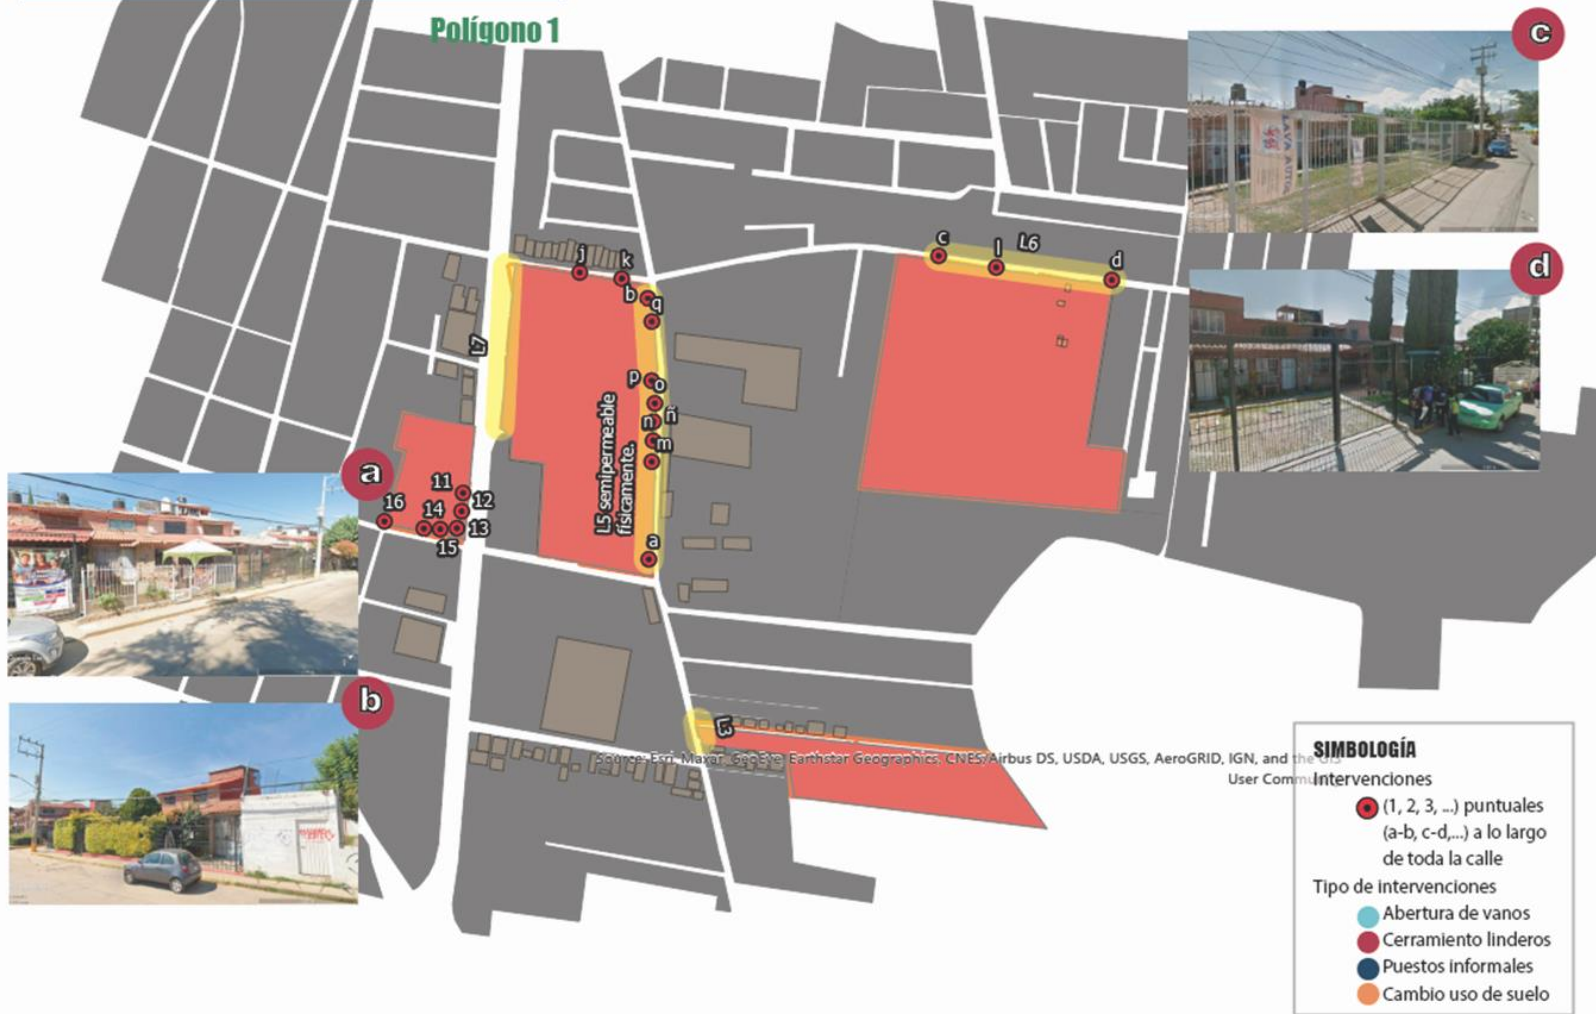 Polígono 1
c
d
a
b
j
k
b
q
c
l
L6
d
L7
p
o
ñ
n
m
L5 semipermeable
físicamente.
a
11
16
12
14
13
15
L3
Source: Esri, Maxar, GeoEye, Earthstar Geographics, CNES/Airbus DS, USDA, USGS, AeroGRID, IGN, and the GIS
User Community
LAVA AUTOS
SIMBOLOGÍA
Intervenciones
(1, 2, 3, ...) puntuales
(a-b, c-d,...) a lo largo
de toda la calle
Tipo de intervenciones
Abertura de vanos
Cerramiento linderos
Puestos informales
Cambio uso de suelo